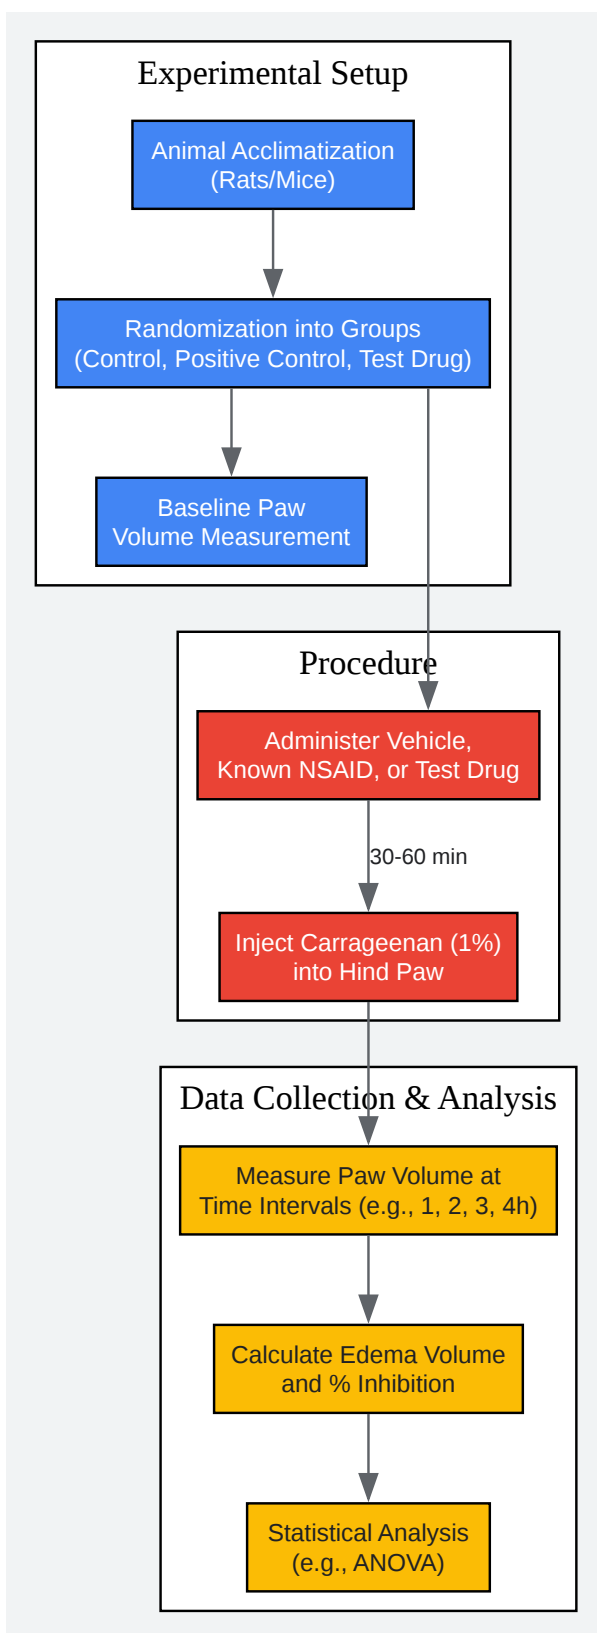 Experimental Setup
Animal Acclimatization
(Rats/Mice)
Randomization into Groups
(Control, Positive Control, Test Drug)
Baseline Paw
Volume Measurement
Procedure
Administer Vehicle,
Known NSAID, or Test Drug
30-60 min
Inject Carrageenan (1%)
into Hind Paw
Data Collection & Analysis
Measure Paw Volume at
Time Intervals (e.g., 1, 2, 3, 4h)
Calculate Edema Volume
and % Inhibition
Statistical Analysis
(e.g., ANOVA)